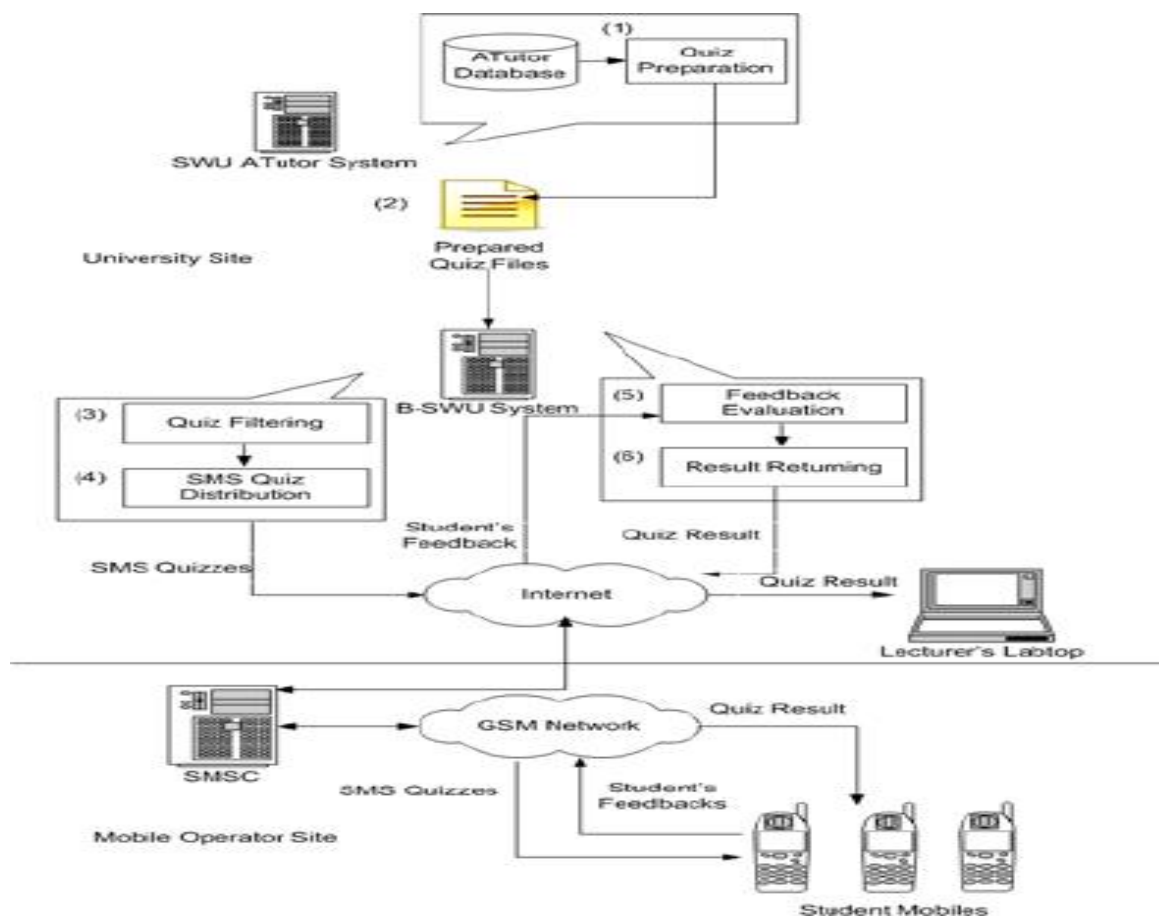 (1)
ATutor
Database
Quiz
Preparation
SWU ATutor System
(2)
Prepared
Quiz Files
University Site
B-SWU System
(3)
Quiz Filtering
(4)
SMS Quiz
Distribution
(5)
Feedback
Evaluation
(6)
Result Returning
Student's
Feedback
Quiz Result
SMS Quizzes
Internet
Quiz Result
Lecturer's Labtop
SMSC
GSM Network
Quiz Result
SMS Quizzes
Student's
Feedbacks
Mobile Operator Site
Student Mobiles